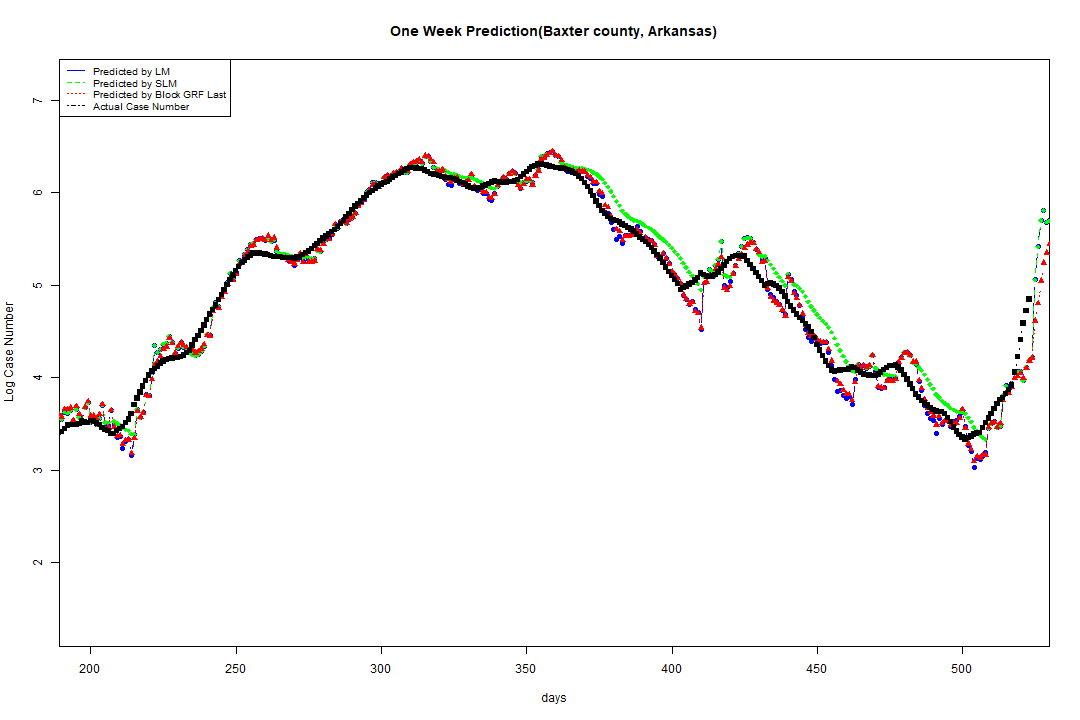 One Week Prediction(Baxter county, Arkansas)
Predicted by LM
Predicted by SLM
Predicted by Block GRF Last
Actual Case Number
7
6
5
4
3
2
Log Case Number
200 250 300 350 400 450 500
days